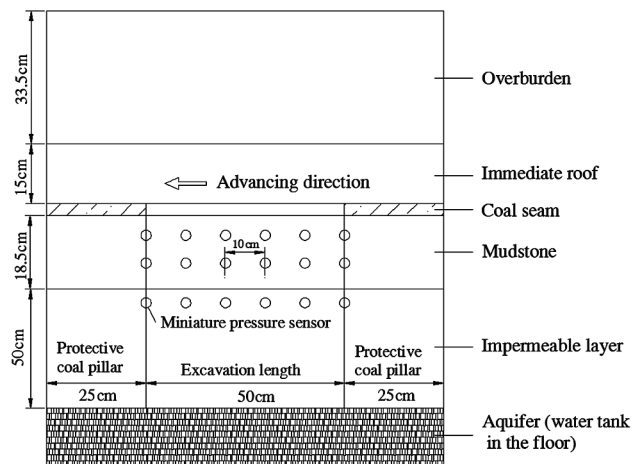 33.5cm
Overburden
15cm
Advancing direction
Immediate roof
Coal seam
18.5cm
10cm
Mudstone
50cm
Miniature pressure sensor
Protective
coal pillar
Excavation length
Protective
coal pillar
Impermeable layer
25cm
50cm
25cm
Aquifer (water tank
in the floor)